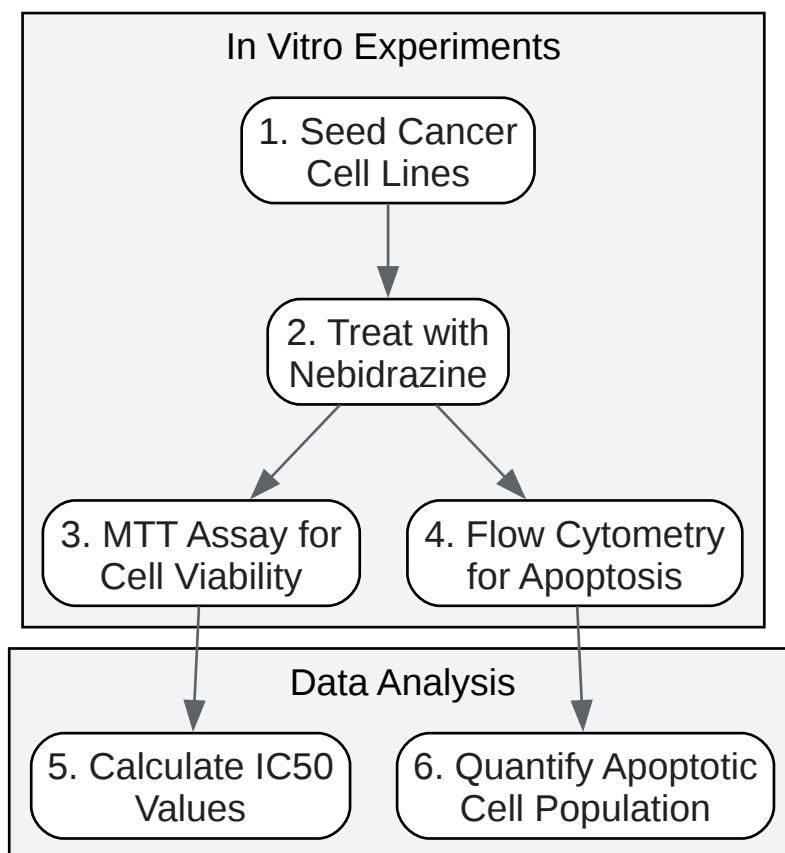 In Vitro Experiments
1. Seed Cancer
Cell Lines
2. Treat with
Nebidrazine
3. MTT Assay for
Cell Viability
4. Flow Cytometry
for Apoptosis
Data Analysis
5. Calculate IC50
Values
6. Quantify Apoptotic
Cell Population